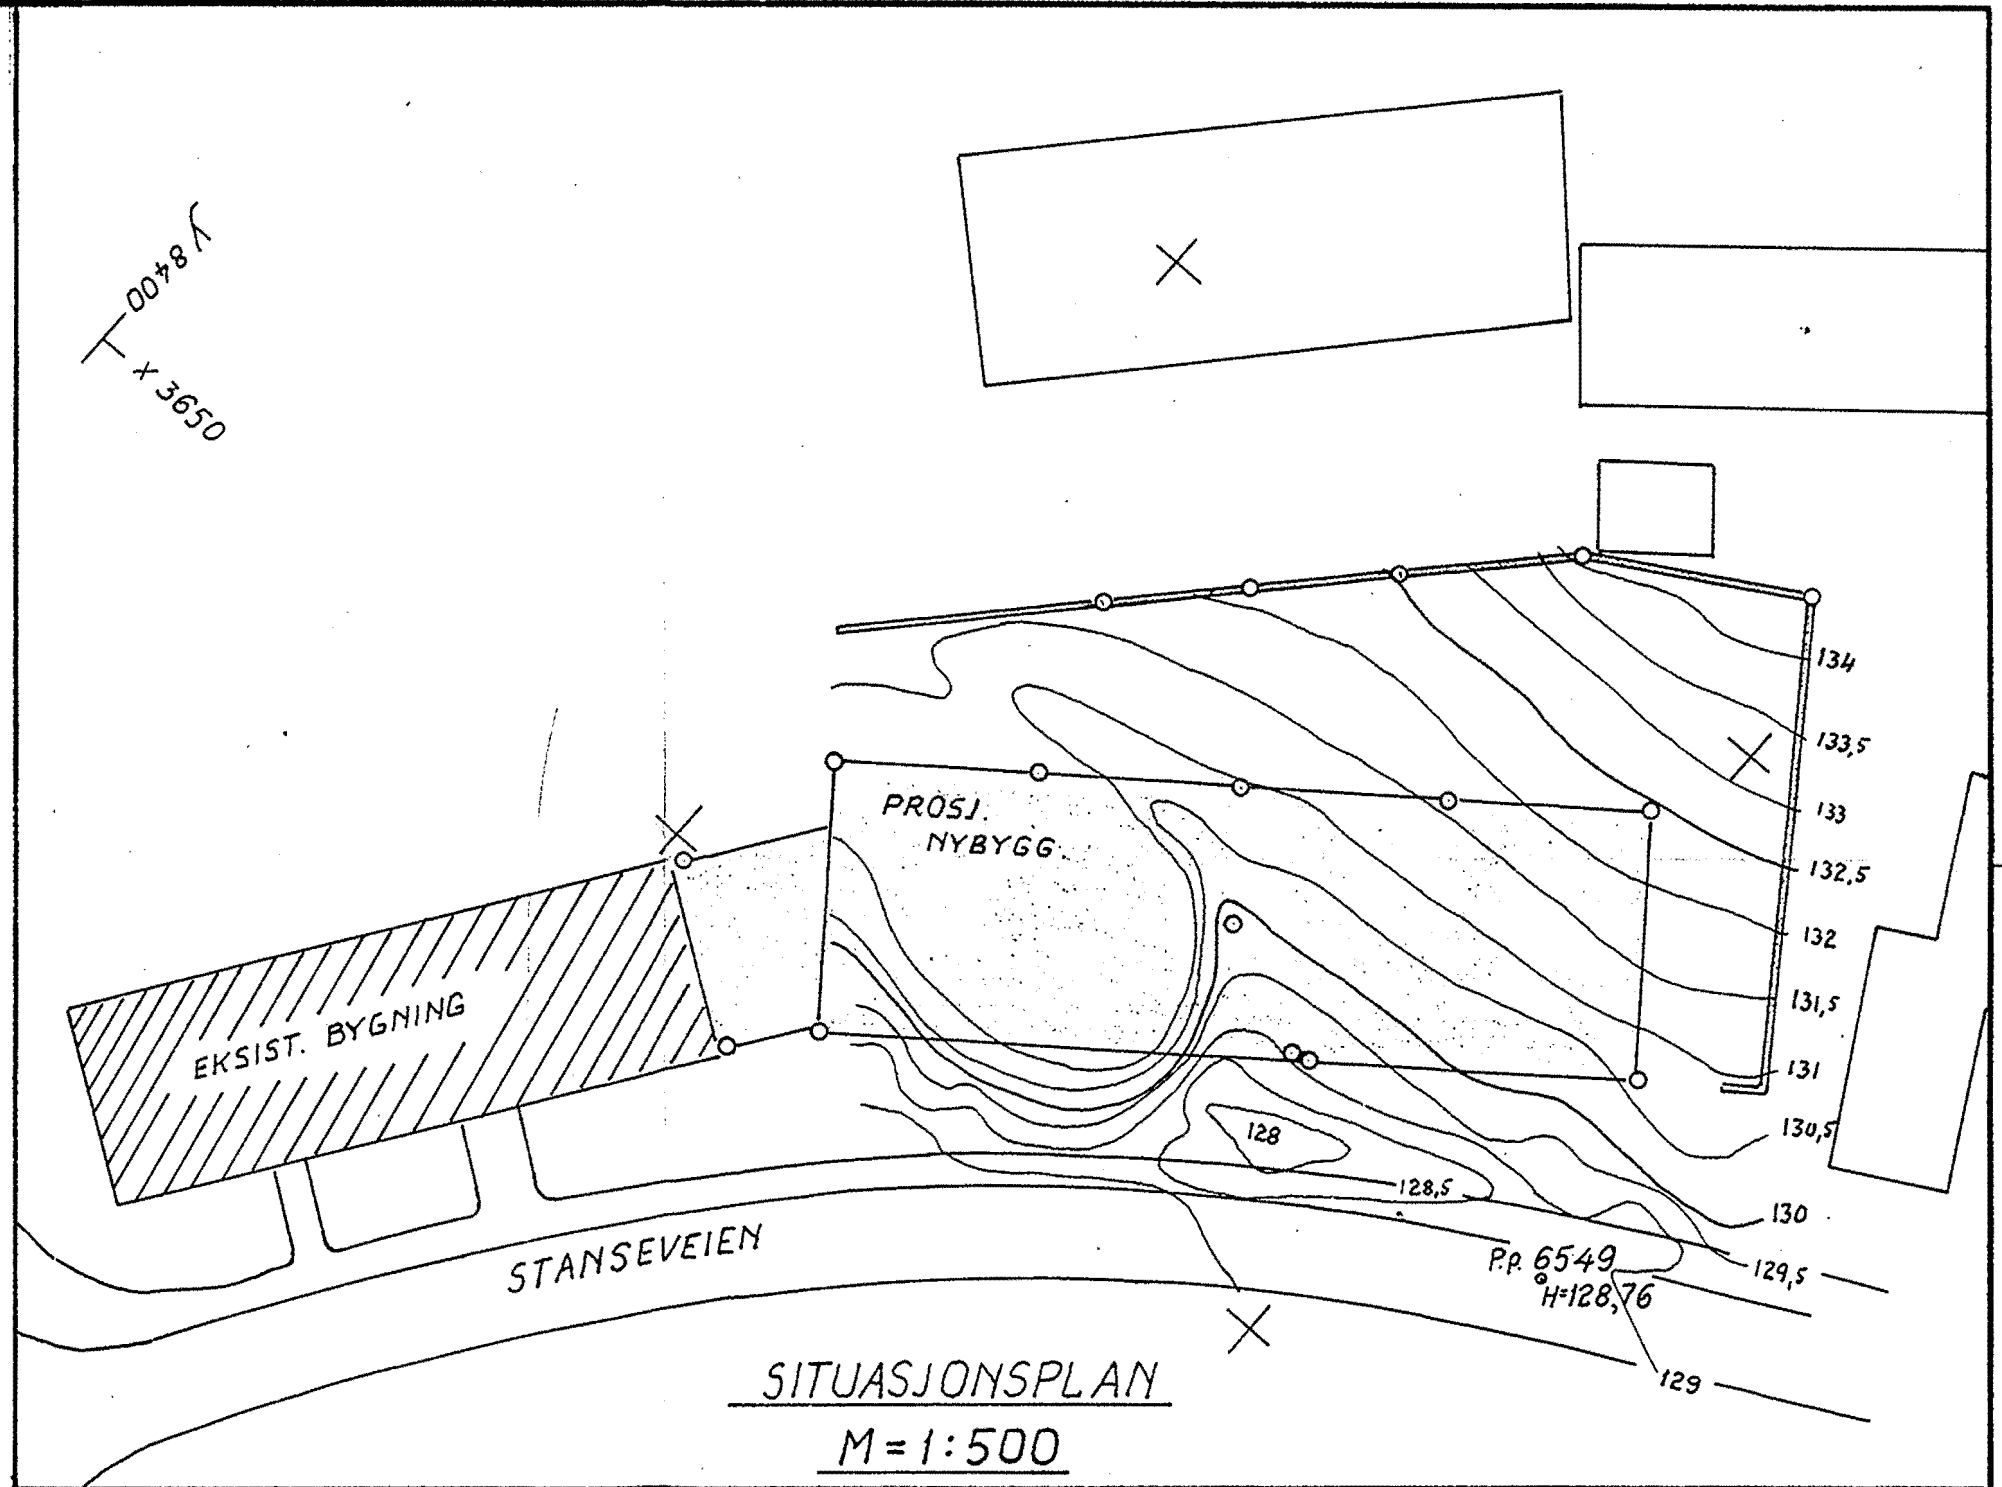 Y 8400
X 3650
134
133,5
PROSJ.
NYBYGG.
133
132,5
132
EKSIST. BYGNING
131,5
131
128
130,5
128,5
130
STANSEVEIEN
P.p. 6549
129,5
H=128,76
SITUASJONSPLAN
129
M = 1:500